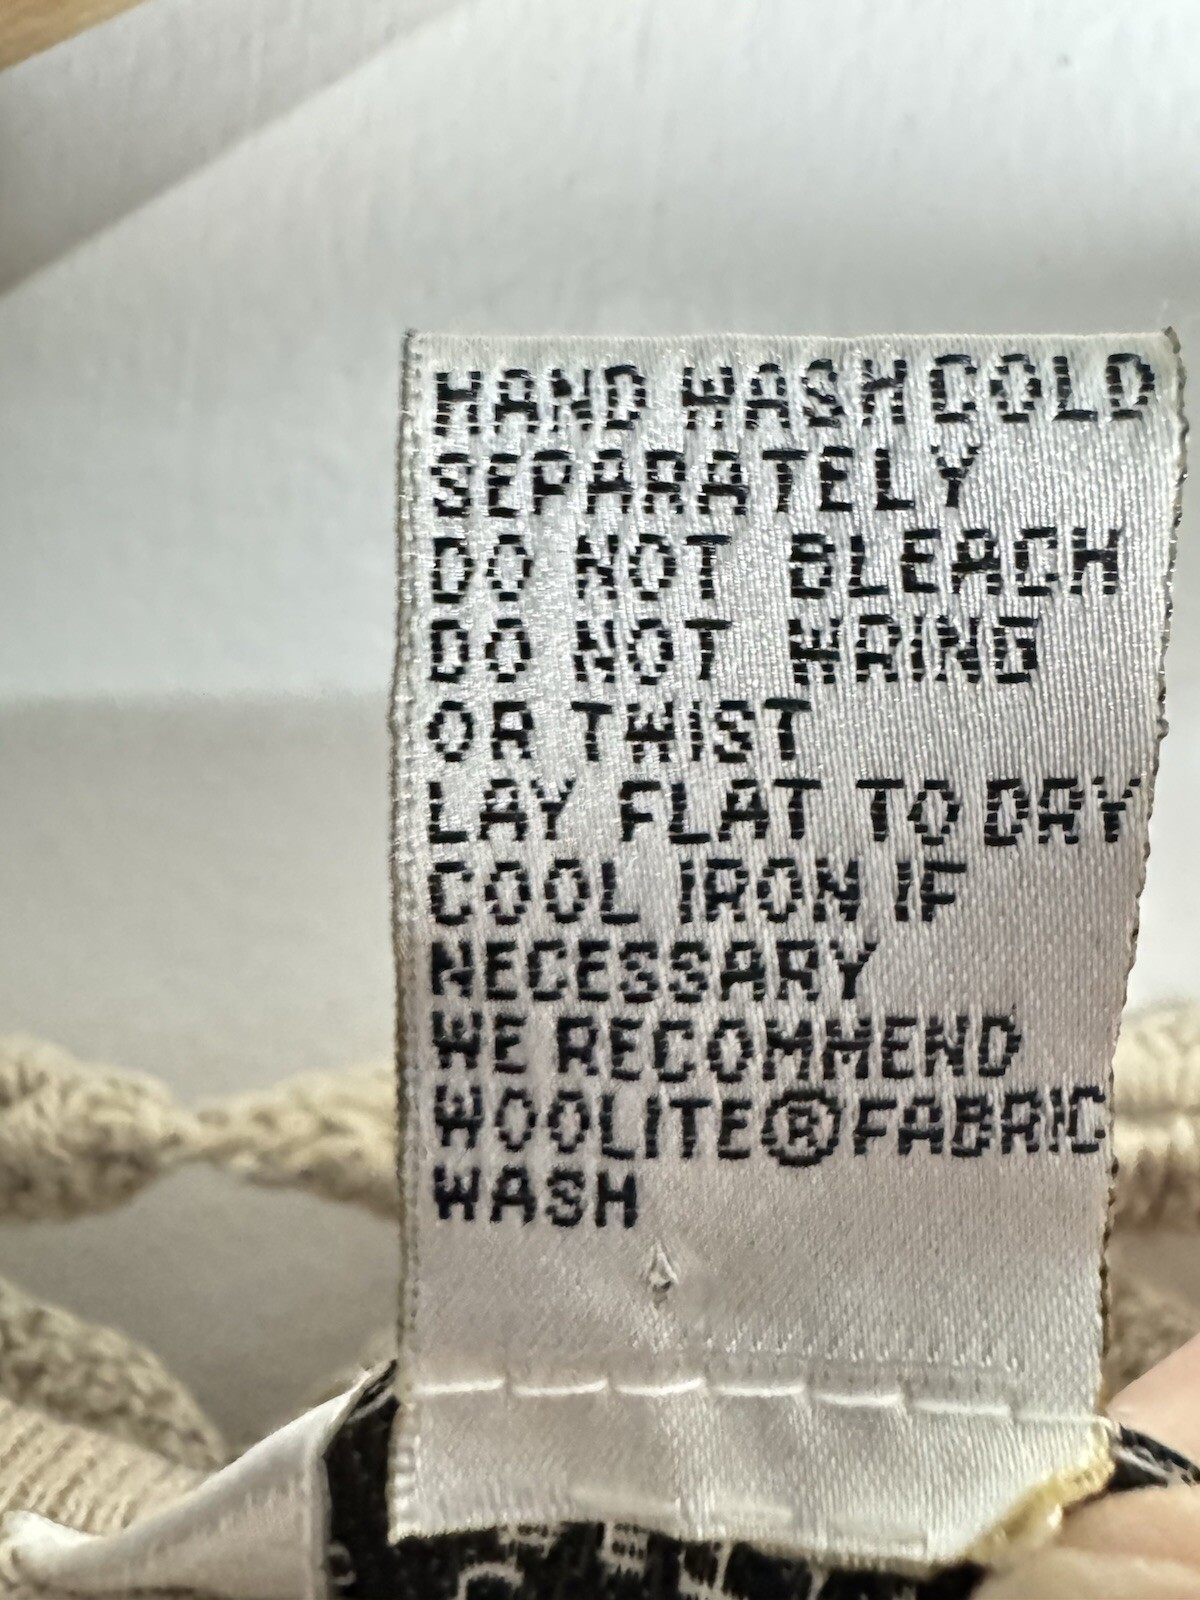 HAND WASH COLD
SEPARATELY
DO NOT BLEACH
DO NOT WRING
OR TWIST
LAY FLAT TO DRY
COOL IRON IF
NECESSARY
WE RECOMMEND
WOOLITE® FABRIC
WASH